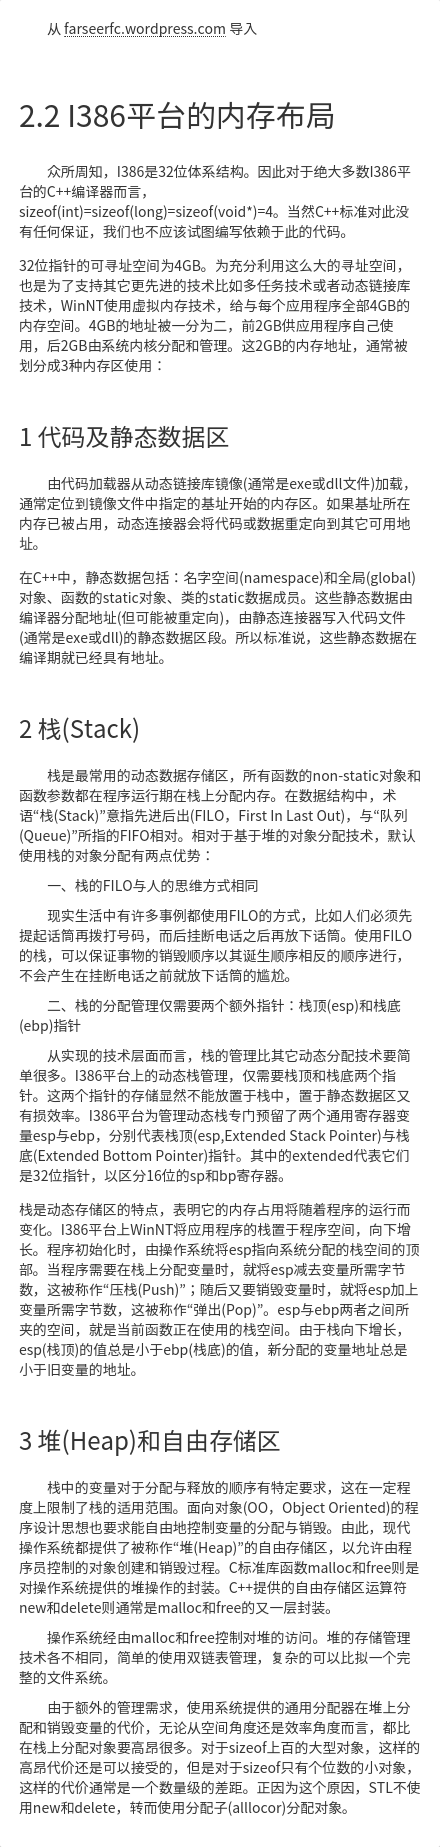 从 farseerfc.wordpress.com 导入
2.2 I386平台的内存布局
众所周知，I386是32位体系结构。因此对于绝大多数I386平
台的C++编译器而言，
sizeof(int)=sizeof(long)=sizeof(void*)=4。当然C++标准对此没
有任何保证，我们也不应该试图编写依赖于此的代码。
32位指针的可寻址空间为4GB。为充分利用这么大的寻址空间，
也是为了支持其它更先进的技术比如多任务技术或者动态链接库
技术，WinNT使用虚拟内存技术，给与每个应用程序全部4GB的
内存空间。4GB的地址被一分为二，前2GB供应用程序自己使
用，后2GB由系统内核分配和管理。这2GB的内存地址，通常被
划分成3种内存区使用：
1 代码及静态数据区
由代码加载器从动态链接库镜像(通常是exe或dll文件)加载，
通常定位到镜像文件中指定的基址开始的内存区。如果基址所在
内存已被占用，动态连接器会将代码或数据重定向到其它可用地
址。
在C++中，静态数据包括：名字空间(namespace)和全局(global)
对象、函数的static对象、类的static数据成员。这些静态数据由
编译器分配地址(但可能被重定向)，由静态连接器写入代码文件
(通常是exe或dll)的静态数据区段。所以标准说，这些静态数据在
编译期就已经具有地址。
2 栈(Stack)
栈是最常用的动态数据存储区，所有函数的non-static对象和
函数参数都在程序运行期在栈上分配内存。在数据结构中，术
语“栈(Stack)”意指先进后出(FILO，First In Last Out)，与“队列
(Queue)”所指的FIFO相对。相对于基于堆的对象分配技术，默认
使用栈的对象分配有两点优势：
一、栈的FILO与人的思维方式相同
现实生活中有许多事例都使用FILO的方式，比如人们必须先
提起话筒再拨打号码，而后挂断电话之后再放下话筒。使用FILO
的栈，可以保证事物的销毁顺序以其诞生顺序相反的顺序进行，
不会产生在挂断电话之前就放下话筒的尴尬。
二、栈的分配管理仅需要两个额外指针：栈顶(esp)和栈底
(ebp)指针
从实现的技术层面而言，栈的管理比其它动态分配技术要简
单很多。I386平台上的动态栈管理，仅需要栈顶和栈底两个指
针。这两个指针的存储显然不能放置于栈中，置于静态数据区又
有损效率。I386平台为管理动态栈专门预留了两个通用寄存器变
量esp与ebp，分别代表栈顶(esp,Extended Stack Pointer)与栈
底(Extended Bottom Pointer)指针。其中的extended代表它们
是32位指针，以区分16位的sp和bp寄存器。
栈是动态存储区的特点，表明它的内存占用将随着程序的运行而
变化。I386平台上WinNT将应用程序的栈置于程序空间，向下增
长。程序初始化时，由操作系统将esp指向系统分配的栈空间的顶
部。当程序需要在栈上分配变量时，就将esp减去变量所需字节
数，这被称作“压栈(Push)”；随后又要销毁变量时，就将esp加上
变量所需字节数，这被称作“弹出(Pop)”。esp与ebp两者之间所
夹的空间，就是当前函数正在使用的栈空间。由于栈向下增长，
esp(栈顶)的值总是小于ebp(栈底)的值，新分配的变量地址总是
小于旧变量的地址。
3 堆(Heap)和自由存储区
栈中的变量对于分配与释放的顺序有特定要求，这在一定程
度上限制了栈的适用范围。面向对象(OO，Object Oriented)的程
序设计思想也要求能自由地控制变量的分配与销毁。由此，现代
操作系统都提供了被称作“堆(Heap)”的自由存储区，以允许由程
序员控制的对象创建和销毁过程。C标准库函数malloc和free则是
对操作系统提供的堆操作的封装。C++提供的自由存储区运算符
new和delete则通常是malloc和free的又一层封装。
操作系统经由malloc和free控制对堆的访问。堆的存储管理
技术各不相同，简单的使用双链表管理，复杂的可以比拟一个完
整的文件系统。
由于额外的管理需求，使用系统提供的通用分配器在堆上分
配和销毁变量的代价，无论从空间角度还是效率角度而言，都比
在栈上分配对象要高昂很多。对于sizeof上百的大型对象，这样的
高昂代价还是可以接受的，但是对于sizeof只有个位数的小对象，
这样的代价通常是一个数量级的差距。正因为这个原因，STL不使
用new和delete，转而使用分配子(alllocor)分配对象。